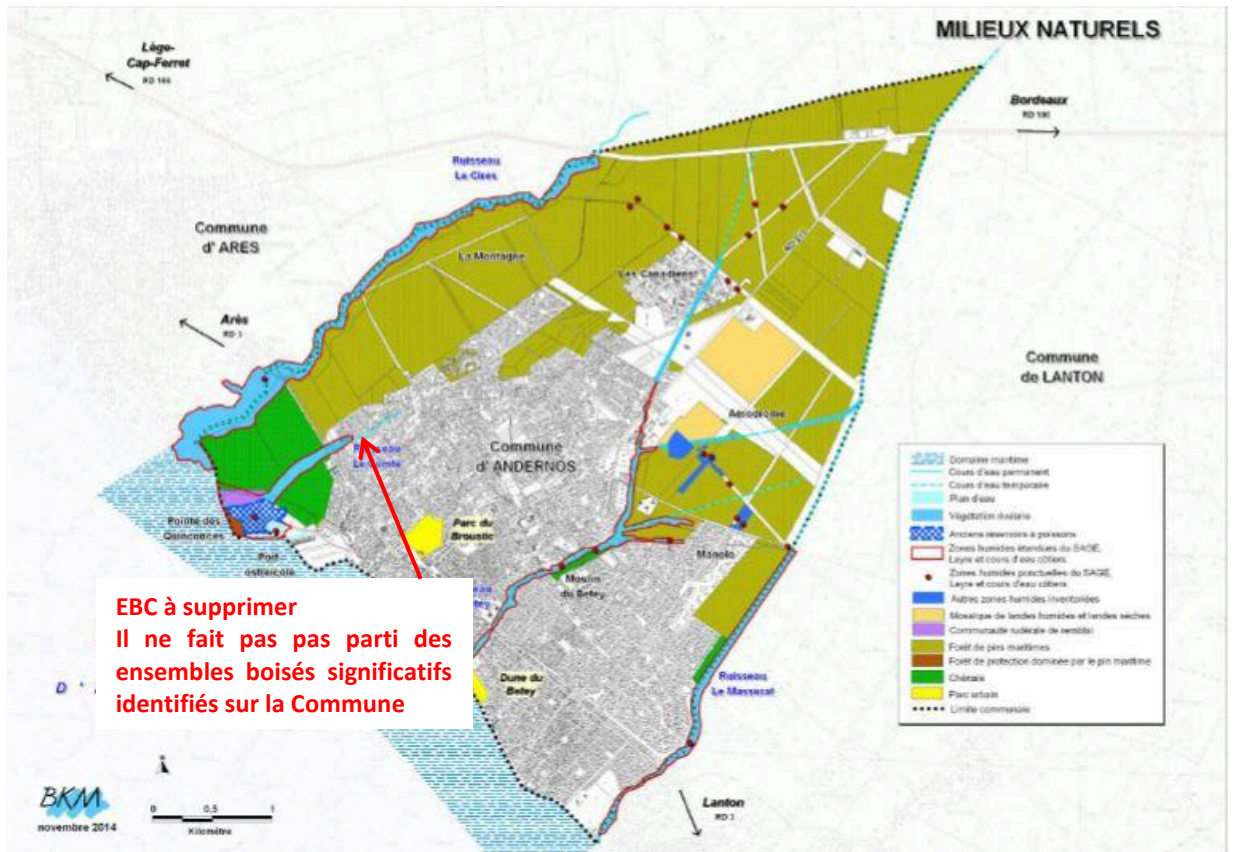 MILIEUX NATURELS
Lège-
Cap-Ferret
RD 106
Bordeaux
Ruisseau
Le Cirès
Commune
d' ARES
La Montagne
Les Canadiens
Arès
RD 3
Commune
de LANTON
Aérodrome
Commune
d' ANDERNOS
Ruisseau
Le Comte
Pointe des
Quinconces
Port
ostréicole
Parc du
Broustic
Manolo
Moulin
du Betey
Dune du
Betey
Ruisseau
Le Massurat
EBC à supprimer
Il ne fait pas pas parti des
ensembles boisés significatifs
identifiés sur la Commune
Domaine maritime
Cours d'eau permanent
Cours d'eau temporaire
Plan d'eau
Végétation rivulaire
Anciens réservoirs à poissons
Zones humides étendues du SAGE,
Leyre et cours d'eau côtiers
Zones humides ponctuelles du SAGE,
Leyre et cours d'eau côtiers
Autres zones humides inventoriées
Mosaïque de landes humides et landes sèches
Communauté rudérale de remblai
Forêt de pins maritimes
Forêt de protection dominée par le pin maritime
Chênaie
Parc urbain
Limite communale
BKM
novembre 2014
0 0,5 1
Kilomètre
Lanton
RD 3